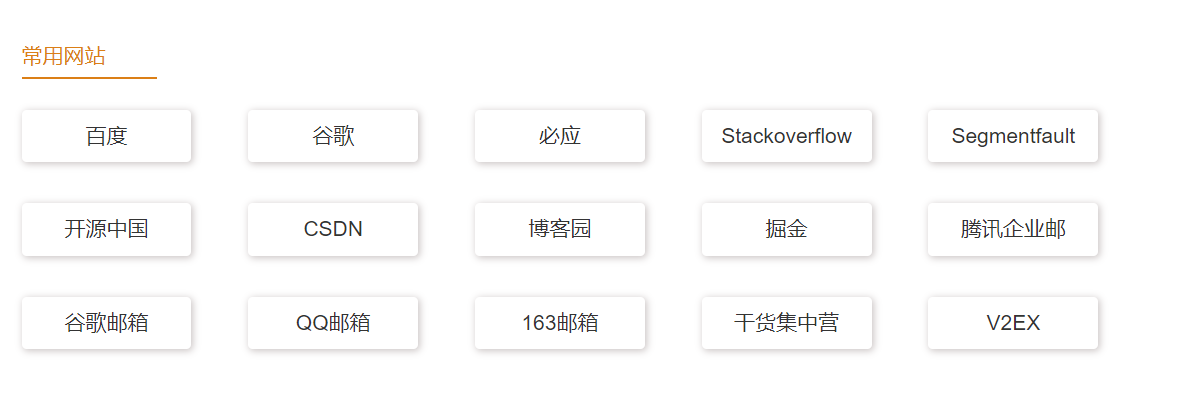 常用网站
百度 谷歌 必应 Stackoverflow Segmentfault
开源中国 CSDN 博客园 掘金 腾讯企业邮
谷歌邮箱 QQ邮箱 163邮箱 干货集中营 V2EX